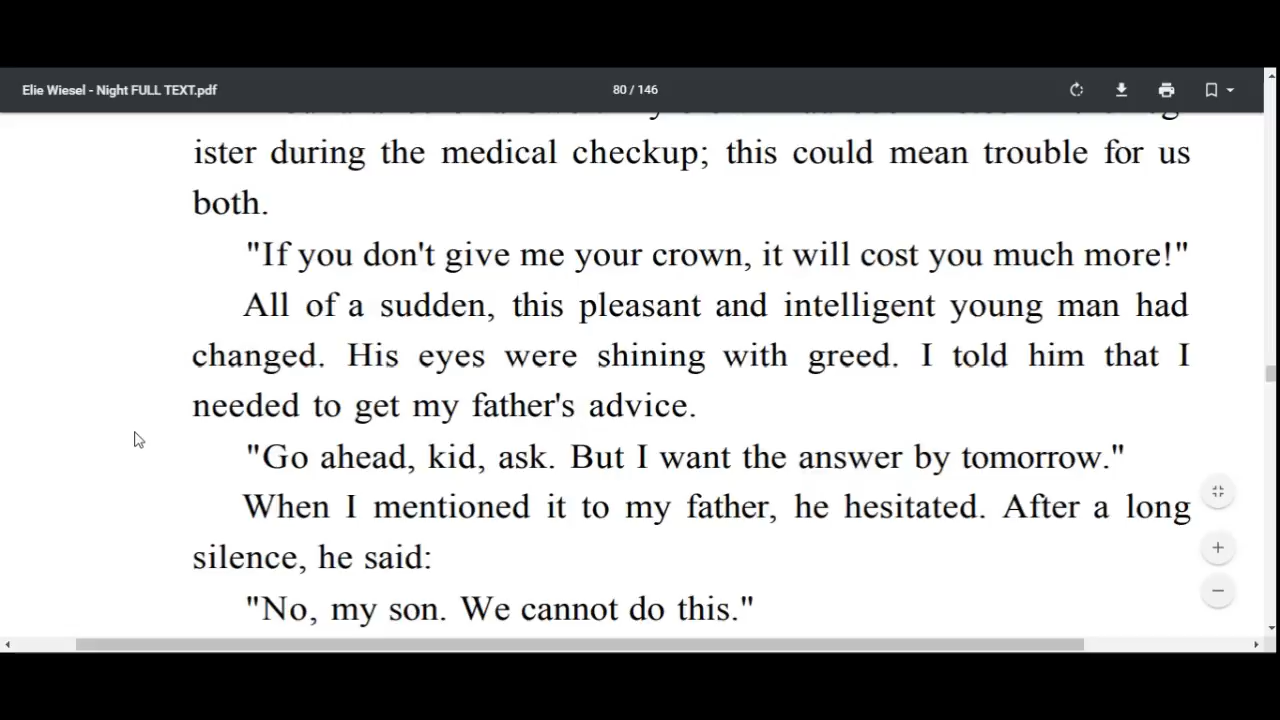 Elie Wiesel - Night FULL TEXT.pdf
80 / 146
ister during the medical checkup; this could mean trouble for us
both.
"If you don't give me your crown, it will cost you much more!"
All of a sudden, this pleasant and intelligent young man had
changed. His eyes were shining with greed. I told him that I
needed to get my father's advice.
"Go ahead, kid, ask. But I want the answer by tomorrow."
When I mentioned it to my father, he hesitated. After a long
silence, he said:
"No, my son. We cannot do this."